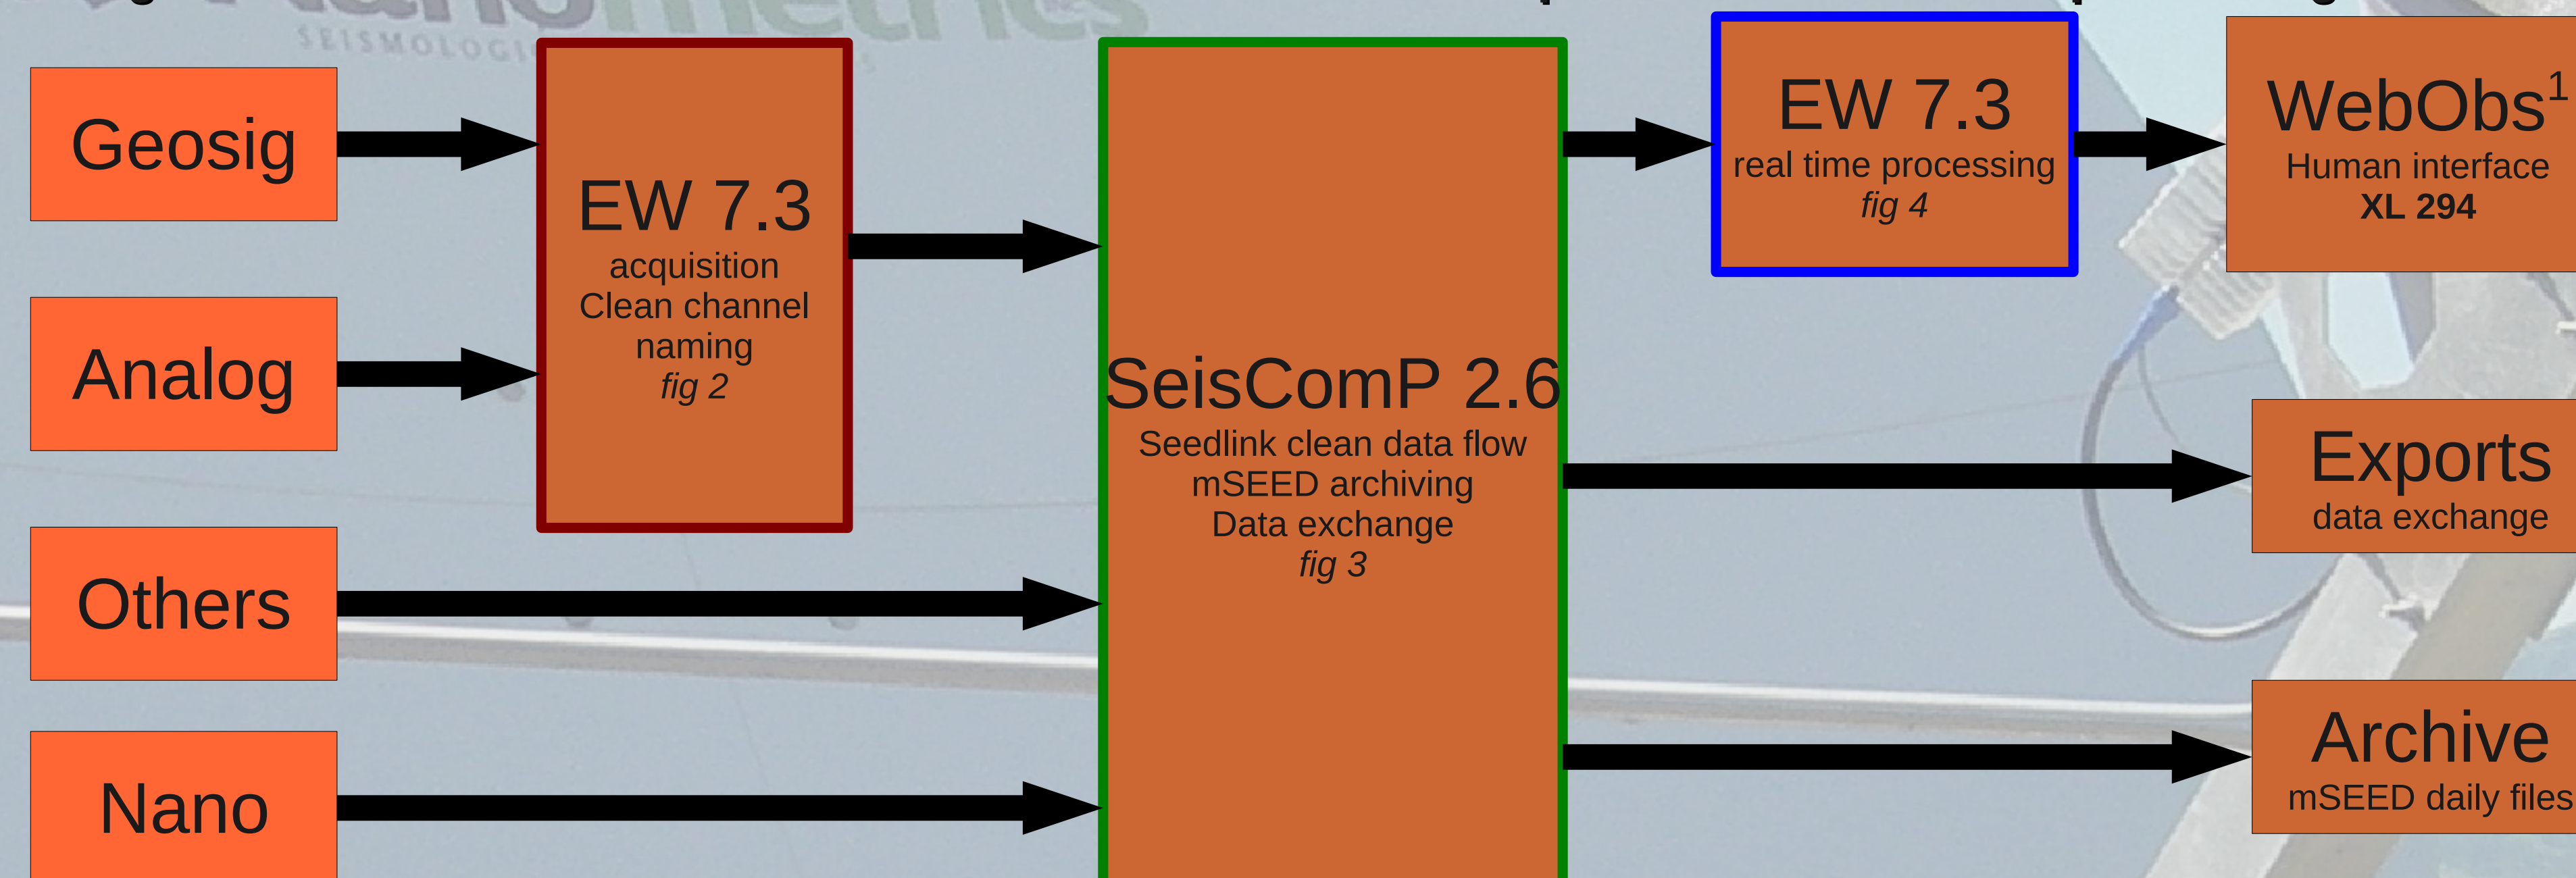 metrics
SEISMOLOGI
Geosig
Analog
Others
Nano
EW 7.3
acquisition
Clean channel
naming
fig 2
SeisComP 2.6
Seedlink clean data flow
mSEED archiving
Data exchange
fig 3
EW 7.3
real time processing
fig 4
WebObs¹
Human interface
XL 294
Exports
data exchange
Archive
mSEED daily files